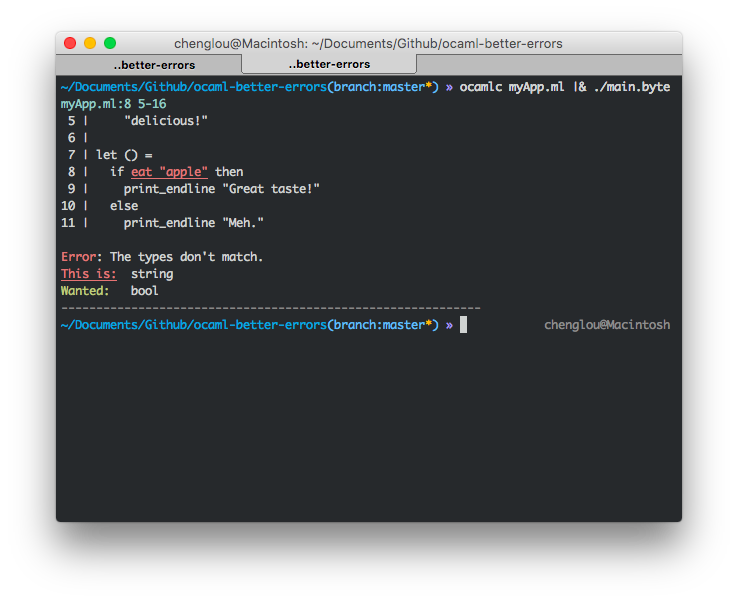 chenglou@Macintosh: ~/Documents/Github/ocaml-better-errors
..better-errors ..better-errors
~/Documents/Github/ocaml-better-errors(branch:master*) » ocamlc myApp.ml |& ./main.byte
myApp.ml:8 5-16
 5 |     "delicious!"
 6 |
 7 | let () =
 8 |   if eat "apple" then
 9 |     print_endline "Great taste!"
10 |   else
11 |     print_endline "Meh."
Error: The types don't match.
This is:  string
Wanted:   bool
------------------------------------------------------------
~/Documents/Github/ocaml-better-errors(branch:master*) » chenglou@Macintosh